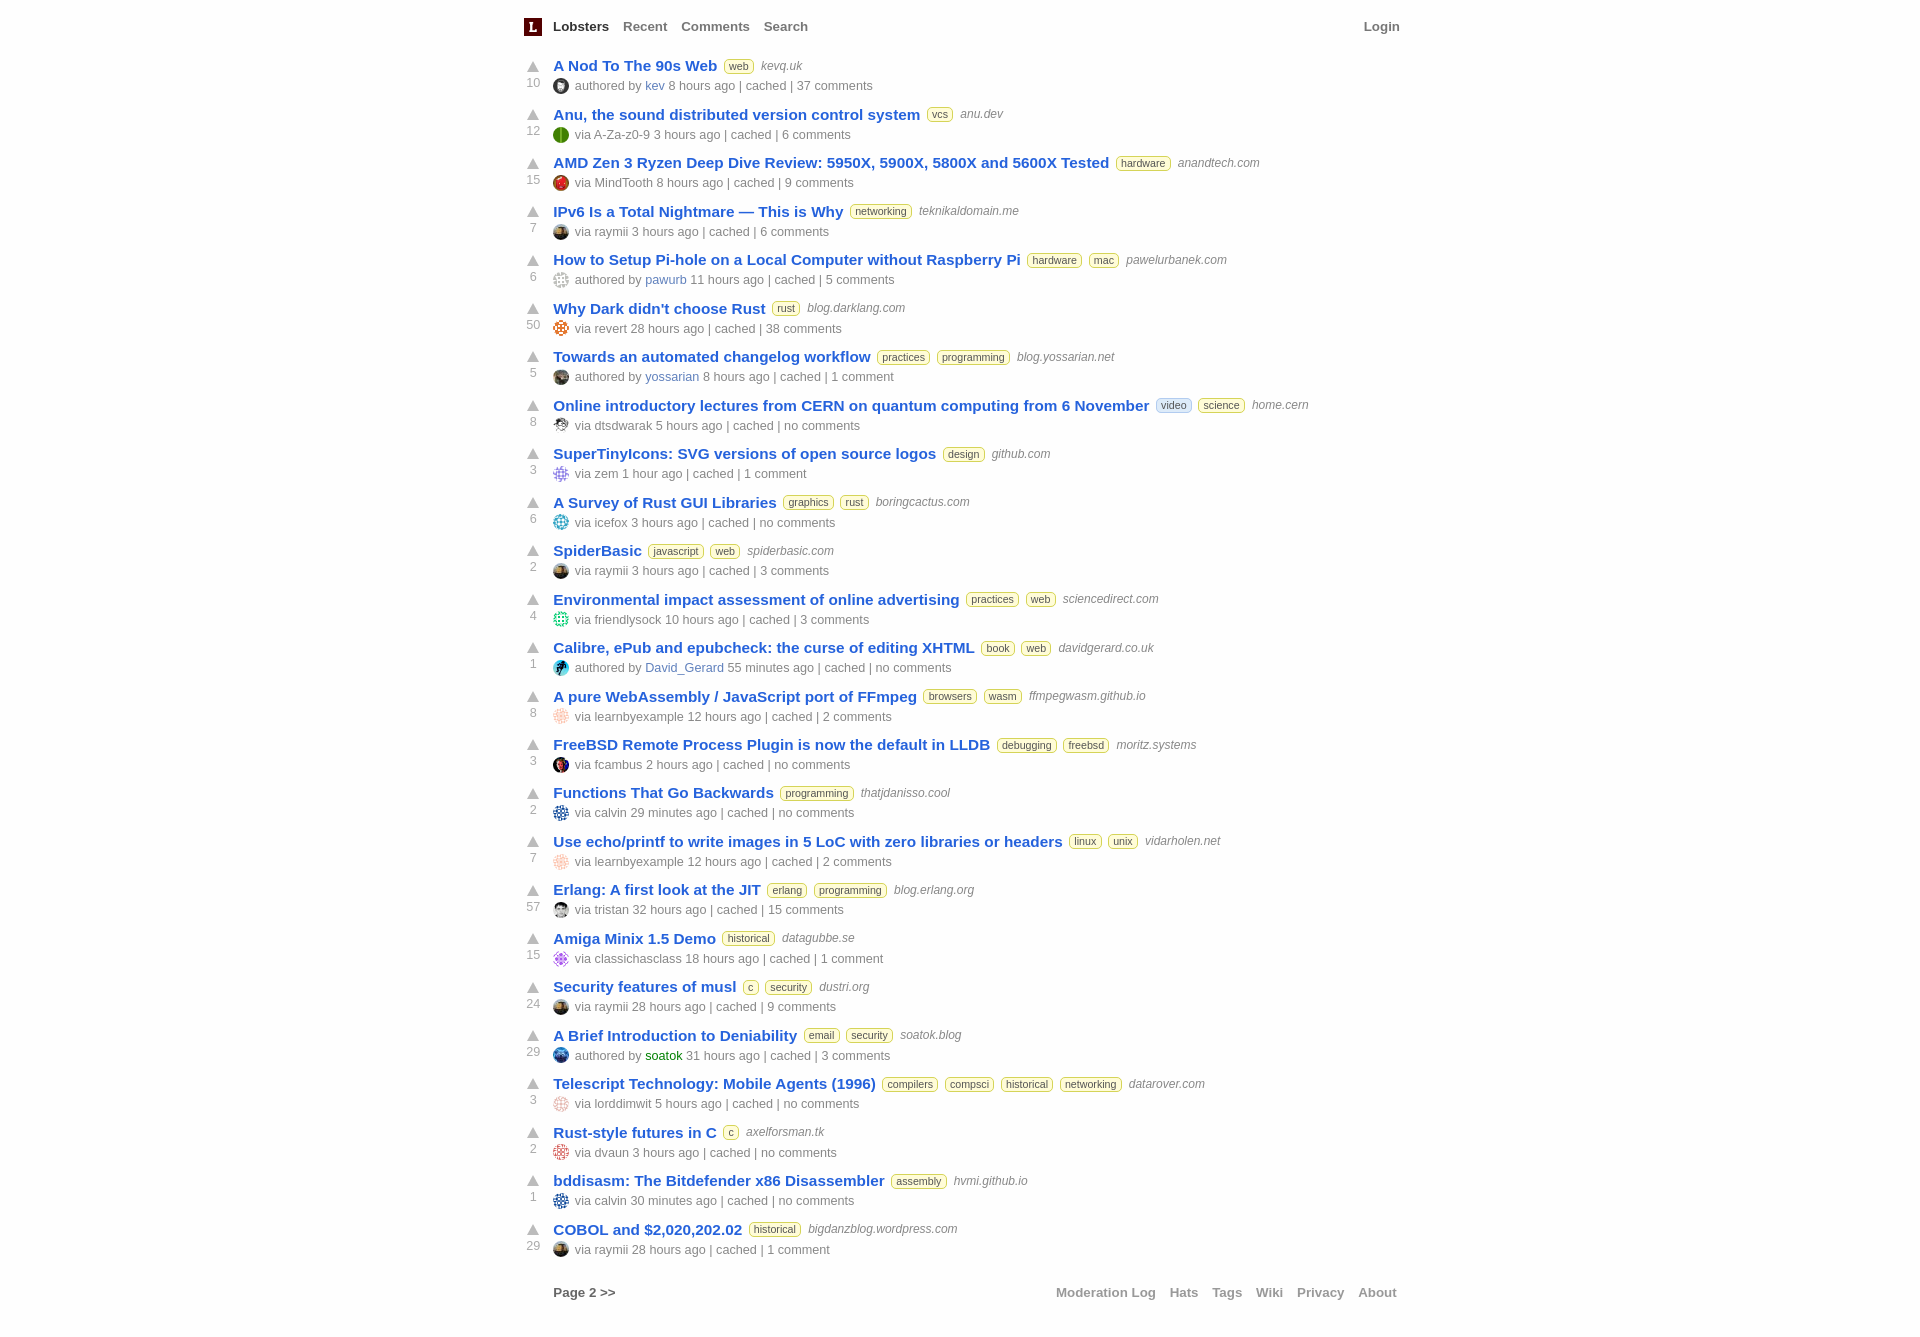 L Lobsters Recent Comments Search Login
A Nod To The 90s Web web kevq.uk
10 authored by kev 8 hours ago | cached | 37 comments
Anu, the sound distributed version control system vcs anu.dev
12 via A-Za-z0-9 3 hours ago | cached | 6 comments
AMD Zen 3 Ryzen Deep Dive Review: 5950X, 5900X, 5800X and 5600X Tested hardware anandtech.com
15 via MindTooth 8 hours ago | cached | 9 comments
IPv6 Is a Total Nightmare — This is Why networking teknikaldomain.me
7 via raymii 3 hours ago | cached | 6 comments
How to Setup Pi-hole on a Local Computer without Raspberry Pi hardware mac pawelurbanek.com
6 authored by pawurb 11 hours ago | cached | 5 comments
Why Dark didn't choose Rust rust blog.darklang.com
50 via revert 28 hours ago | cached | 38 comments
Towards an automated changelog workflow practices programming blog.yossarian.net
5 authored by yossarian 8 hours ago | cached | 1 comment
Online introductory lectures from CERN on quantum computing from 6 November video science home.cern
8 via dtsdwarak 5 hours ago | cached | no comments
SuperTinyIcons: SVG versions of open source logos design github.com
3 via zem 1 hour ago | cached | 1 comment
A Survey of Rust GUI Libraries graphics rust boringcactus.com
6 via icefox 3 hours ago | cached | no comments
SpiderBasic javascript web spiderbasic.com
2 via raymii 3 hours ago | cached | 3 comments
Environmental impact assessment of online advertising practices web sciencedirect.com
4 via friendlysock 10 hours ago | cached | 3 comments
Calibre, ePub and epubcheck: the curse of editing XHTML book web davidgerard.co.uk
1 authored by David_Gerard 55 minutes ago | cached | no comments
A pure WebAssembly / JavaScript port of FFmpeg browsers wasm ffmpegwasm.github.io
8 via learnbyexample 12 hours ago | cached | 2 comments
FreeBSD Remote Process Plugin is now the default in LLDB debugging freebsd moritz.systems
3 via fcambus 2 hours ago | cached | no comments
Functions That Go Backwards programming thatjdanisso.cool
2 via calvin 29 minutes ago | cached | no comments
Use echo/printf to write images in 5 LoC with zero libraries or headers linux unix vidarholen.net
7 via learnbyexample 12 hours ago | cached | 2 comments
Erlang: A first look at the JIT erlang programming blog.erlang.org
57 via tristan 32 hours ago | cached | 15 comments
Amiga Minix 1.5 Demo historical datagubbe.se
15 via classichasclass 18 hours ago | cached | 1 comment
Security features of musl c security dustri.org
24 via raymii 28 hours ago | cached | 9 comments
A Brief Introduction to Deniability email security soatok.blog
29 authored by soatok 31 hours ago | cached | 3 comments
Telescript Technology: Mobile Agents (1996) compilers compsci historical networking datarover.com
3 via lorddimwit 5 hours ago | cached | no comments
Rust-style futures in C c axelforsman.tk
2 via dvaun 3 hours ago | cached | no comments
bddisasm: The Bitdefender x86 Disassembler assembly hvmi.github.io
1 via calvin 30 minutes ago | cached | no comments
COBOL and $2,020,202.02 historical bigdanzblog.wordpress.com
29 via raymii 28 hours ago | cached | 1 comment
Page 2 >> Moderation Log Hats Tags Wiki Privacy About